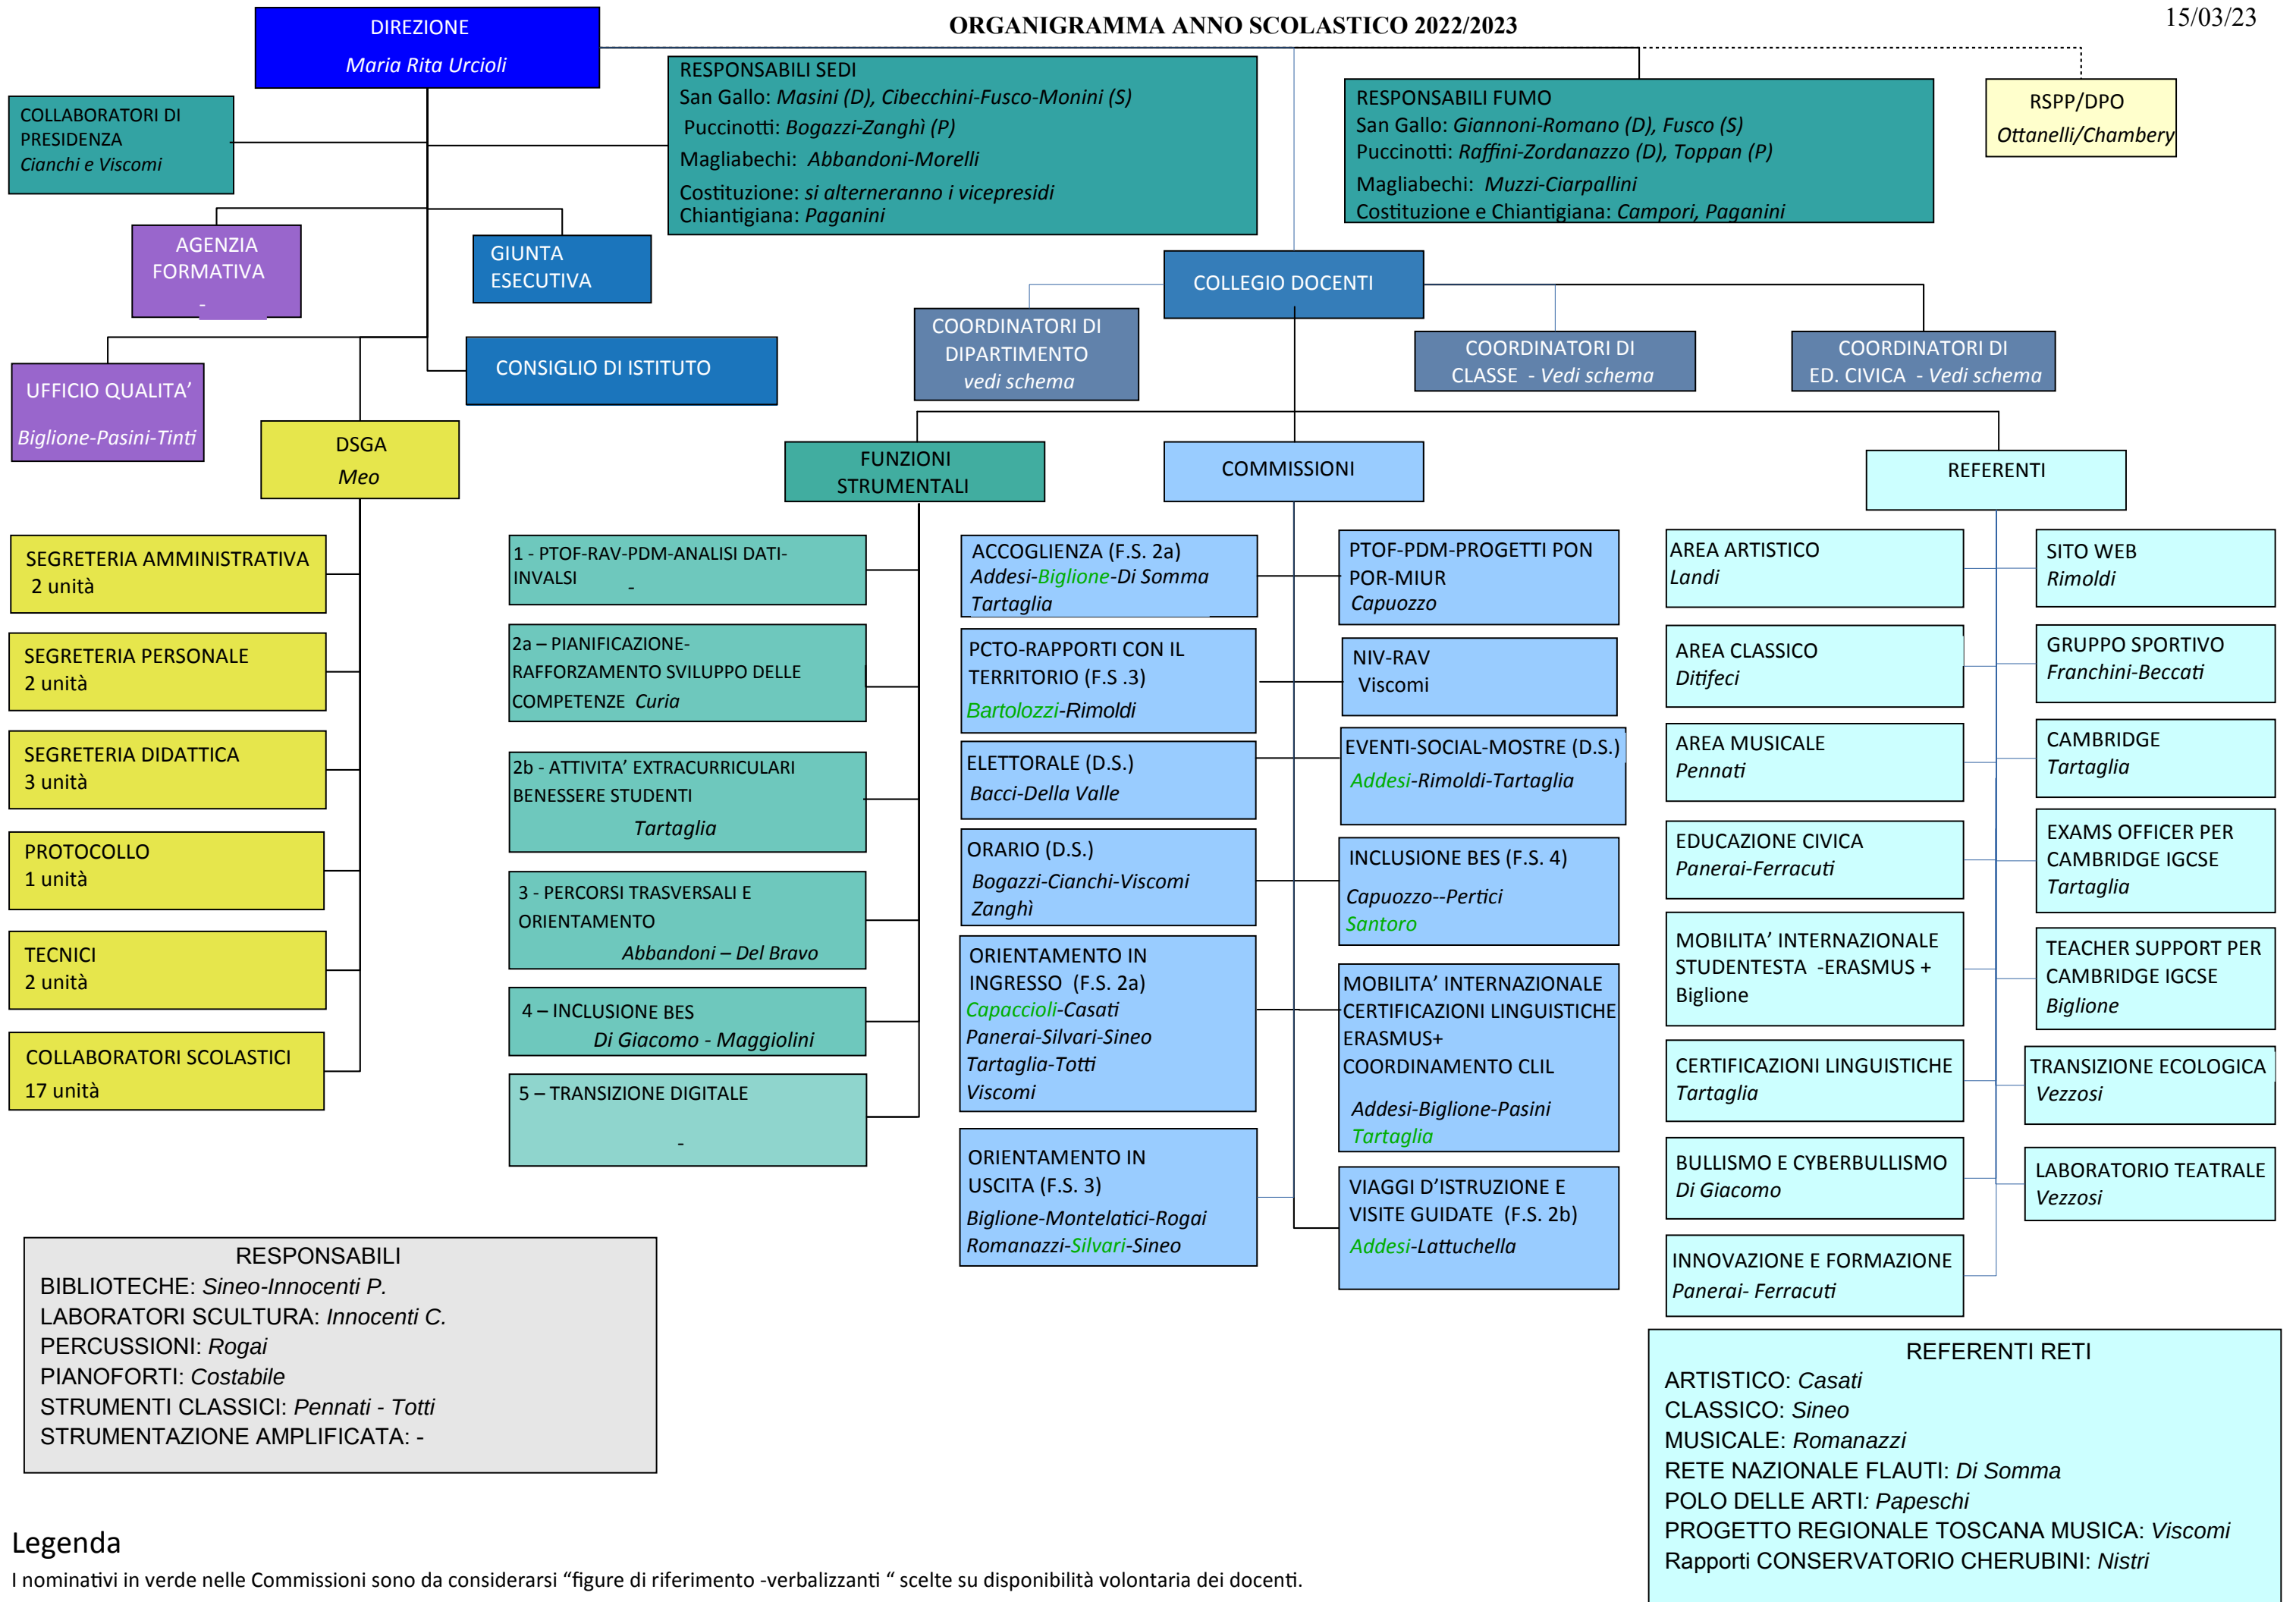 ORGANIGRAMMA ANNO SCOLASTICO 2022/2023
15/03/23
DIREZIONE
Maria Rita Urcioli
COLLABORATORI DI
PRESIDENZA
Cianchi e Viscomi
RESPONSABILI SEDI
San Gallo: Masini (D), Cibecchini-Fusco-Monini (S)
Puccinotti: Bogazzi-Zanghì (P)
Magliabechi: Abbandoni-Morelli
Costituzione: si alterneranno i vicepresidi
Chiantigiana: Paganini
RESPONSABILI FUMO
San Gallo: Giannoni-Romano (D), Fusco (S)
Puccinotti: Raffini-Zordanazzo (D), Toppan (P)
Magliabechi: Muzzi-Ciarpallini
Costituzione e Chiantigiana: Campori, Paganini
RSPP/DPO
Ottanelli/Chambery
AGENZIA
FORMATIVA
-
GIUNTA
ESECUTIVA
COLLEGIO DOCENTI
UFFICIO QUALITA’
Biglione-Pasini-Tinti
CONSIGLIO DI ISTITUTO
COORDINATORI DI
DIPARTIMENTO
vedi schema
COORDINATORI DI
CLASSE - Vedi schema
COORDINATORI DI
ED. CIVICA - Vedi schema
DSGA
Meo
FUNZIONI
STRUMENTALI
COMMISSIONI
REFERENTI
SEGRETERIA AMMINISTRATIVA
2 unità
SEGRETERIA PERSONALE
2 unità
SEGRETERIA DIDATTICA
3 unità
PROTOCOLLO
1 unità
TECNICI
2 unità
COLLABORATORI SCOLASTICI
17 unità
1 - PTOF-RAV-PDM-ANALISI DATI-
INVALSI
-
2a – PIANIFICAZIONE-
RAFFORZAMENTO SVILUPPO DELLE
COMPETENZE Curia
2b - ATTIVITA’ EXTRACURRICULARI
BENESSERE STUDENTI
Tartaglia
3 - PERCORSI TRASVERSALI E
ORIENTAMENTO
Abbandoni – Del Bravo
4 – INCLUSIONE BES
Di Giacomo - Maggiolini
5 – TRANSIZIONE DIGITALE
-
ACCOGLIENZA (F.S. 2a)
Addesi-Biglione-Di Somma
Tartaglia
PCTO-RAPPORTI CON IL
TERRITORIO (F.S .3)
Bartolozzi-Rimoldi
ELETTORALE (D.S.)
Bacci-Della Valle
ORARIO (D.S.)
Bogazzi-Cianchi-Viscomi
Zanghì
ORIENTAMENTO IN
INGRESSO (F.S. 2a)
Capaccioli-Casati
Panerai-Silvari-Sineo
Tartaglia-Totti
Viscomi
ORIENTAMENTO IN
USCITA (F.S. 3)
Biglione-Montelatici-Rogai
Romanazzi-Silvari-Sineo
PTOF-PDM-PROGETTI PON
POR-MIUR
Capuozzo
NIV-RAV
Viscomi
EVENTI-SOCIAL-MOSTRE (D.S.)
Addesi-Rimoldi-Tartaglia
INCLUSIONE BES (F.S. 4)
Capuozzo--Pertici
Santoro
MOBILITA’ INTERNAZIONALE
CERTIFICAZIONI LINGUISTICHE
ERASMUS+
COORDINAMENTO CLIL
Addesi-Biglione-Pasini
Tartaglia
VIAGGI D’ISTRUZIONE E
VISITE GUIDATE (F.S. 2b)
Addesi-Lattuchella
AREA ARTISTICO
Landi
AREA CLASSICO
Ditifeci
AREA MUSICALE
Pennati
EDUCAZIONE CIVICA
Panerai-Ferracuti
MOBILITA’ INTERNAZIONALE
STUDENTESTA -ERASMUS +
Biglione
CERTIFICAZIONI LINGUISTICHE
Tartaglia
BULLISMO E CYBERBULLISMO
Di Giacomo
INNOVAZIONE E FORMAZIONE
Panerai- Ferracuti
SITO WEB
Rimoldi
GRUPPO SPORTIVO
Franchini-Beccati
CAMBRIDGE
Tartaglia
EXAMS OFFICER PER
CAMBRIDGE IGCSE
Tartaglia
TEACHER SUPPORT PER
CAMBRIDGE IGCSE
Biglione
TRANSIZIONE ECOLOGICA
Vezzosi
LABORATORIO TEATRALE
Vezzosi
RESPONSABILI
BIBLIOTECHE: Sineo-Innocenti P.
LABORATORI SCULTURA: Innocenti C.
PERCUSSIONI: Rogai
PIANOFORTI: Costabile
STRUMENTI CLASSICI: Pennati - Totti
STRUMENTAZIONE AMPLIFICATA: -
REFERENTI RETI
ARTISTICO: Casati
CLASSICO: Sineo
MUSICALE: Romanazzi
RETE NAZIONALE FLAUTI: Di Somma
POLO DELLE ARTI: Papeschi
PROGETTO REGIONALE TOSCANA MUSICA: Viscomi
Rapporti CONSERVATORIO CHERUBINI: Nistri
Legenda
I nominativi in verde nelle Commissioni sono da considerarsi “figure di riferimento -verbalizzanti “ scelte su disponibilità volontaria dei docenti.